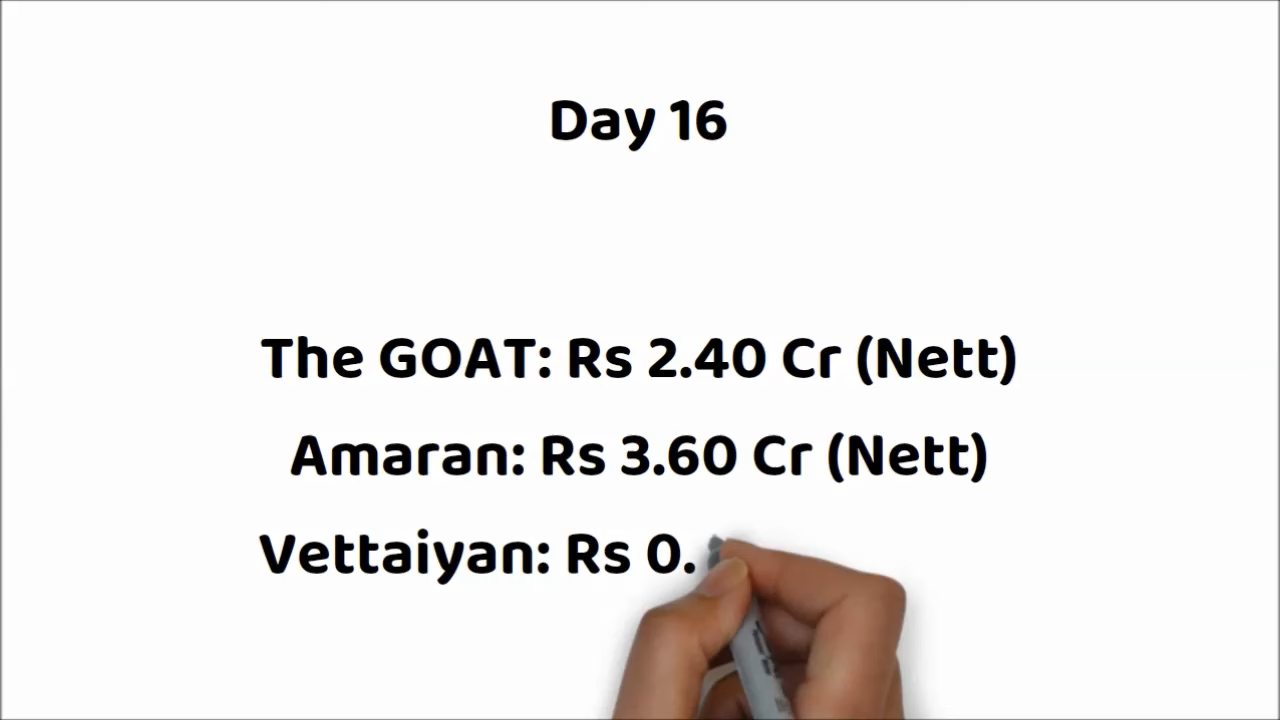 Day 16
The GOAT: Rs 2.40 Cr (Nett)
Amaran: Rs 3.60 Cr (Nett)
Vettaiyan: Rs 0.